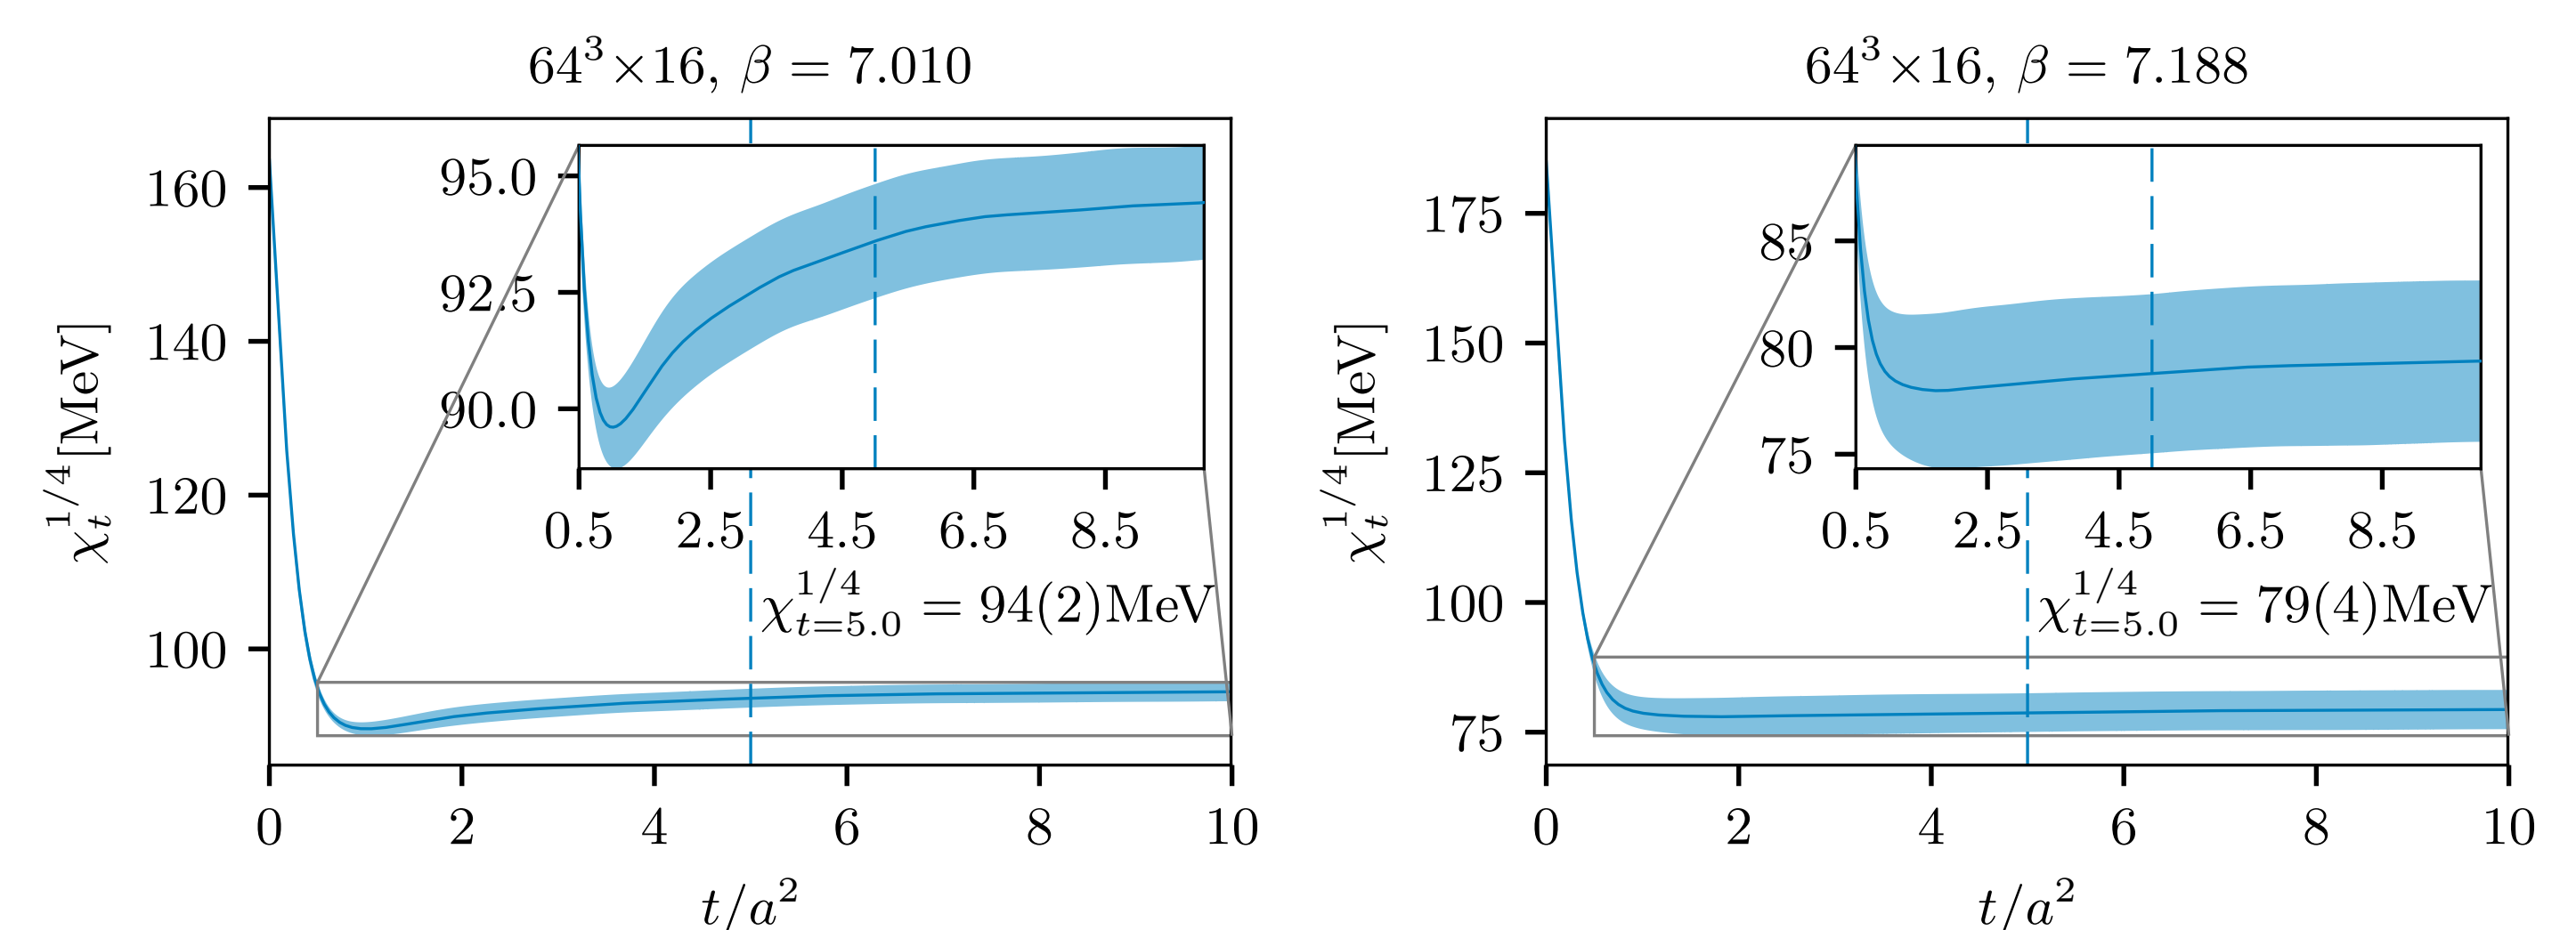 64³×16, β = 7.010
χ_t^{1/4}[MeV]
160
140
120
100
95.0
92.5
90.0
0.5 2.5 4.5 6.5 8.5
χ_{t=5.0}^{1/4} = 94(2)MeV
0 2 4 6 8 10
t/a²
64³×16, β = 7.188
χ_t^{1/4}[MeV]
175
150
125
100
75
85
80
75
0.5 2.5 4.5 6.5 8.5
χ_{t=5.0}^{1/4} = 79(4)MeV
0 2 4 6 8 10
t/a²